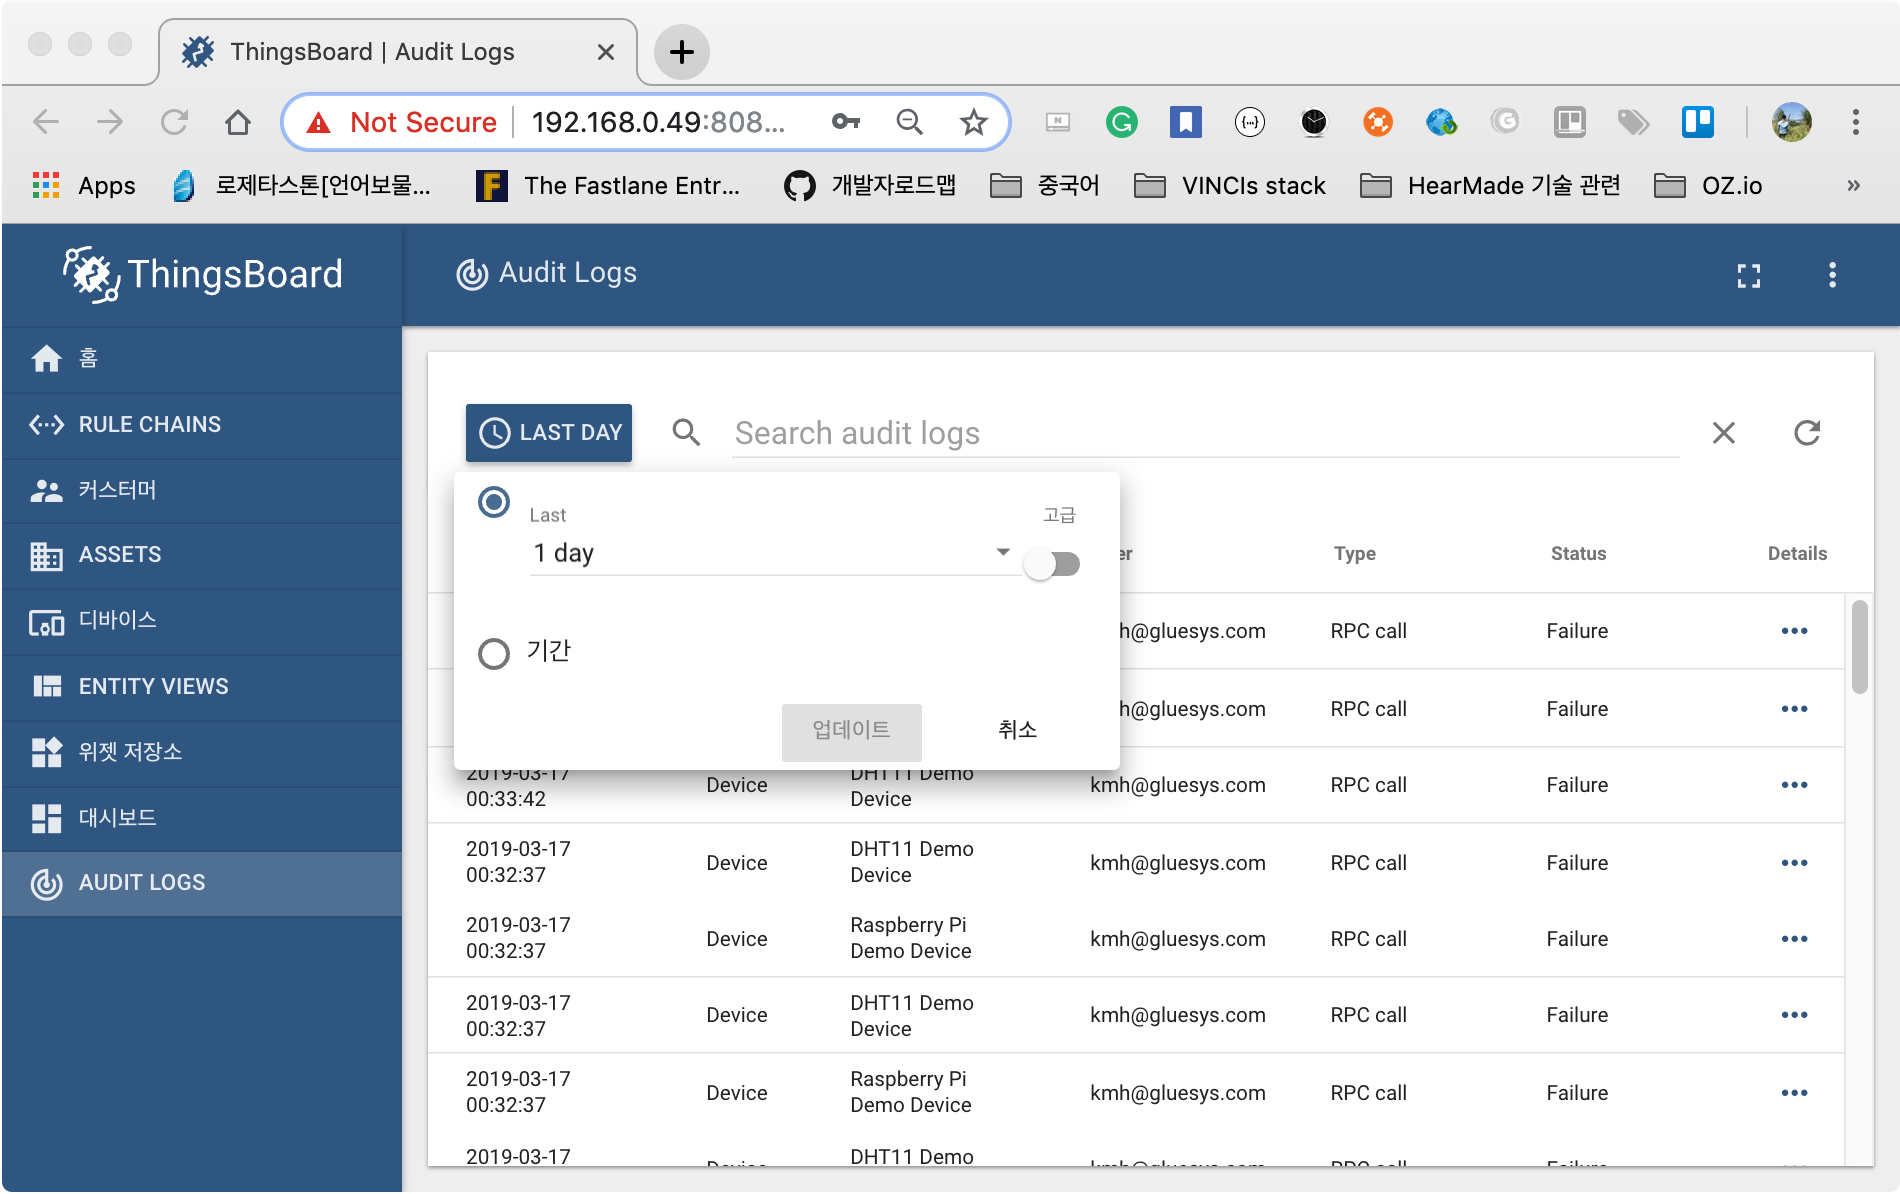 ThingsBoard | Audit Logs
Not Secure 192.168.0.49:808...
Apps 로제타스톤[언어보물... The Fastlane Entr... 개발자로드맵 중국어 VINCIs stack HearMade 기술 관련 OZ.io »
ThingsBoard
Audit Logs
홈
RULE CHAINS
커스터머
ASSETS
디바이스
ENTITY VIEWS
위젯 저장소
대시보드
AUDIT LOGS
LAST DAY
Search audit logs
Last
고급
1 day
기간
업데이트 취소
er Type Status Details
h@gluesys.com RPC call Failure
h@gluesys.com RPC call Failure
2019-03-17
00:33:42 Device DHT11 Demo
Device kmh@gluesys.com RPC call Failure
2019-03-17
00:32:37 Device DHT11 Demo
Device kmh@gluesys.com RPC call Failure
2019-03-17
00:32:37 Device Raspberry Pi
Demo Device kmh@gluesys.com RPC call Failure
2019-03-17
00:32:37 Device DHT11 Demo
Device kmh@gluesys.com RPC call Failure
2019-03-17
00:32:37 Device Raspberry Pi
Demo Device kmh@gluesys.com RPC call Failure
2019-03-17 Device DHT11 Demo kmh@gluesys.com RPC call Failure